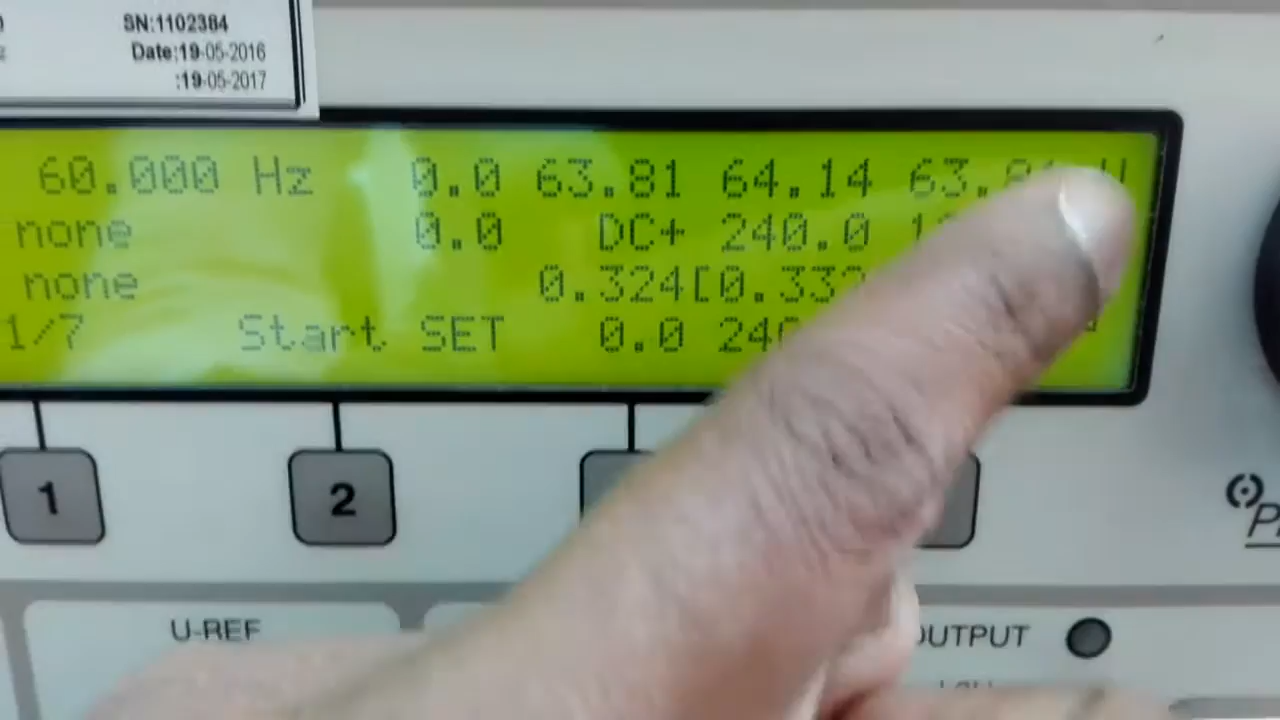 SN:1102384
Date:19-05-2016
:19-05-2017
60.000 Hz 0.0 63.81 64.14
none 0.0 DC+ 240.0
none 0.324[0.33
1/7 Start SET 0.0
1
2
U-REF
OUTPUT